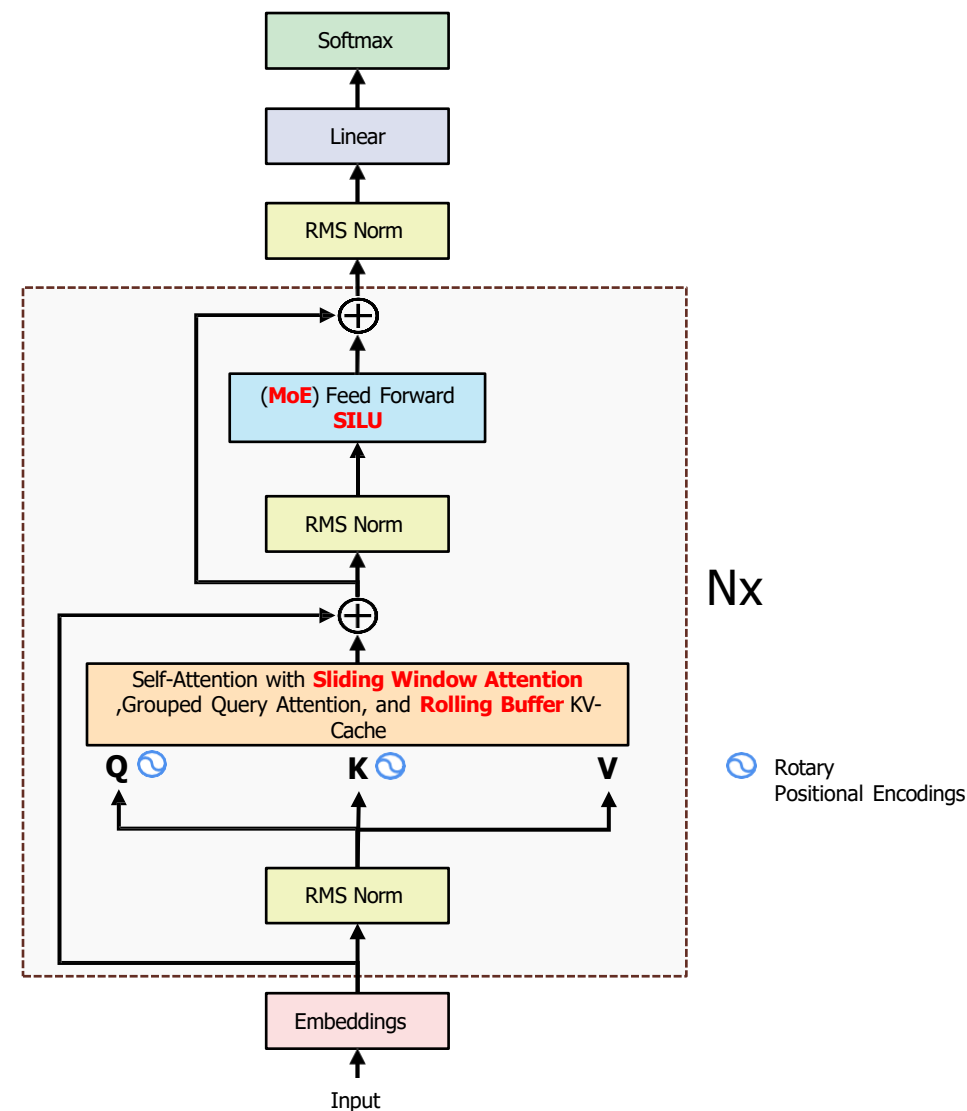 Softmax
Linear
RMS Norm
(MoE) Feed Forward
SILU
RMS Norm
Nx
Self-Attention with Sliding Window Attention
,Grouped Query Attention, and Rolling Buffer KV-
Cache
Q K V
Rotary
Positional Encodings
RMS Norm
Embeddings
Input